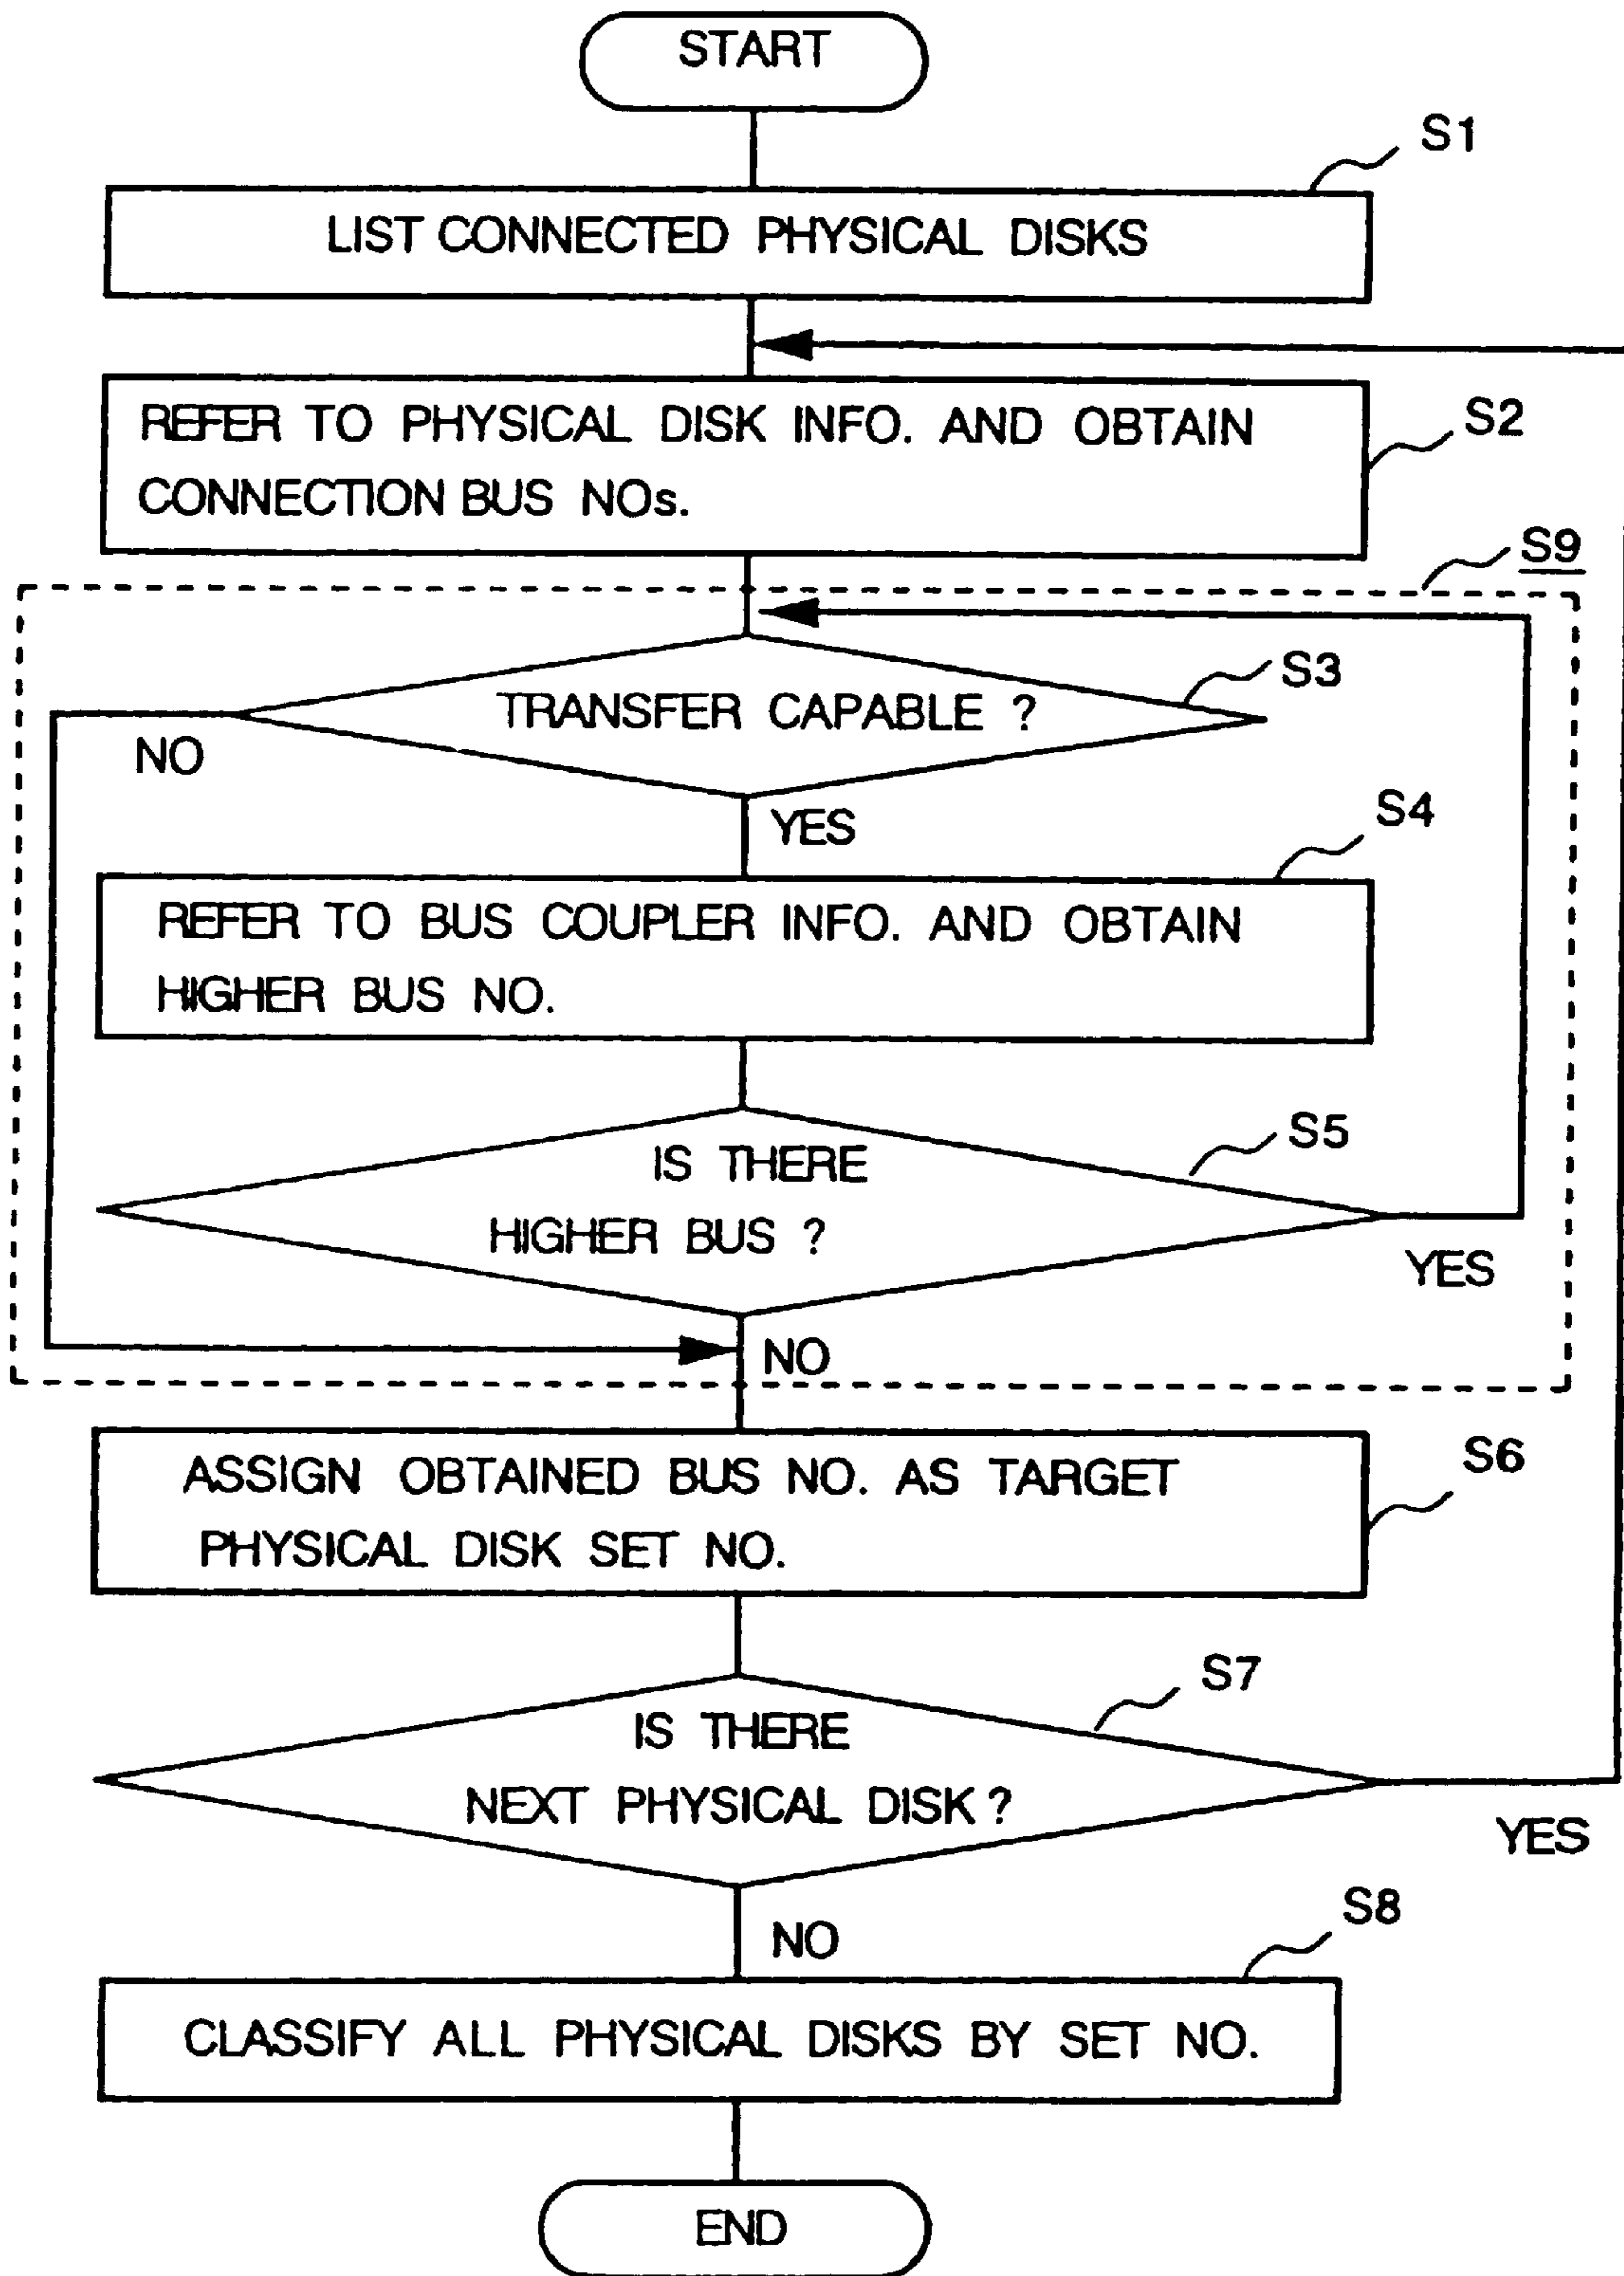 START
S1
LIST CONNECTED PHYSICAL DISKS
REFER TO PHYSICAL DISK INFO. AND OBTAIN
CONNECTION BUS NOs.
S2
S9
TRANSFER CAPABLE ?
S3
NO
YES
S4
REFER TO BUS COUPLER INFO. AND OBTAIN
HIGHER BUS NO.
S5
IS THERE
HIGHER BUS ?
YES
NO
ASSIGN OBTAINED BUS NO. AS TARGET
PHYSICAL DISK SET NO.
S6
S7
IS THERE
NEXT PHYSICAL DISK ?
YES
NO
S8
CLASSIFY ALL PHYSICAL DISKS BY SET NO.
END